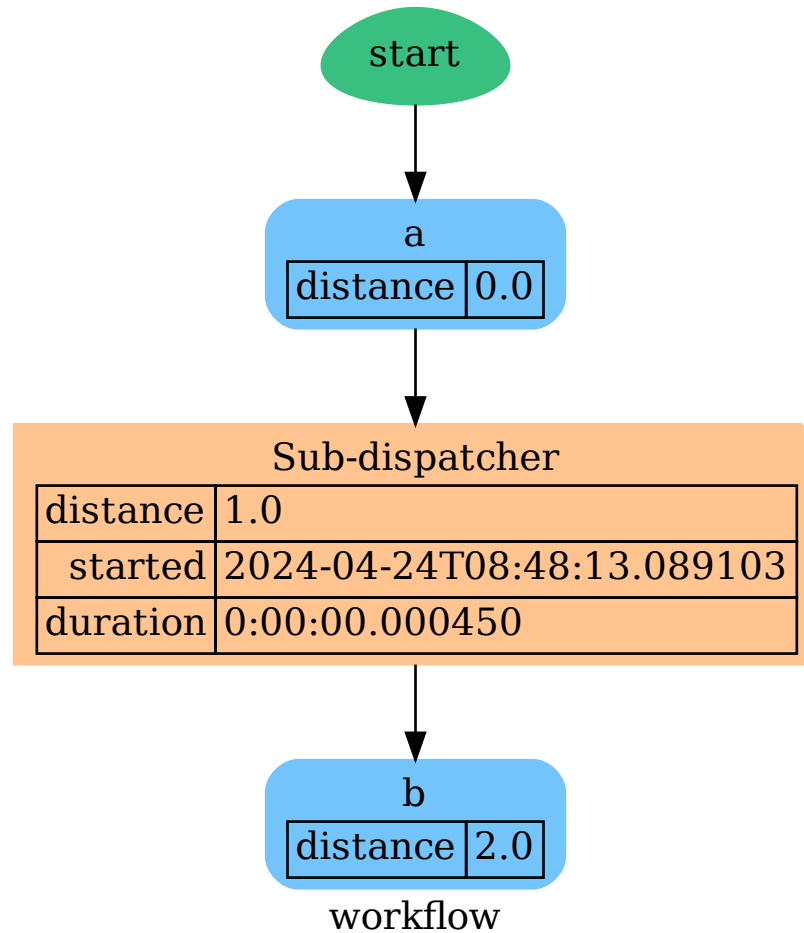 start
a
distance 0.0
Sub-dispatcher
distance 1.0
started 2024-04-24T08:48:13.089103
duration 0:00:00.000450
b
distance 2.0
workflow